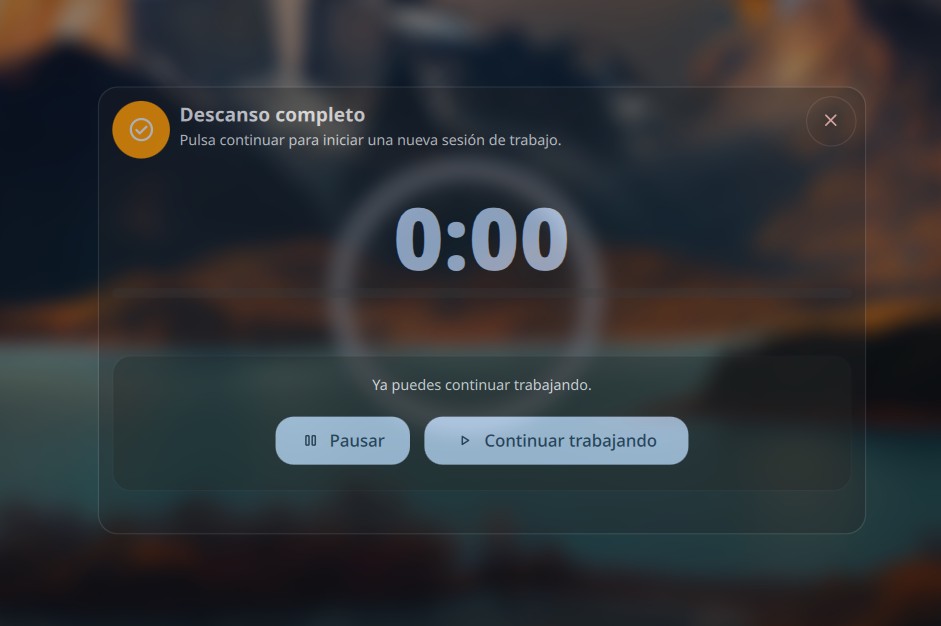 Descanso completo
Pulsa continuar para iniciar una nueva sesión de trabajo.
0:00
Ya puedes continuar trabajando.
Pausar
Continuar trabajando